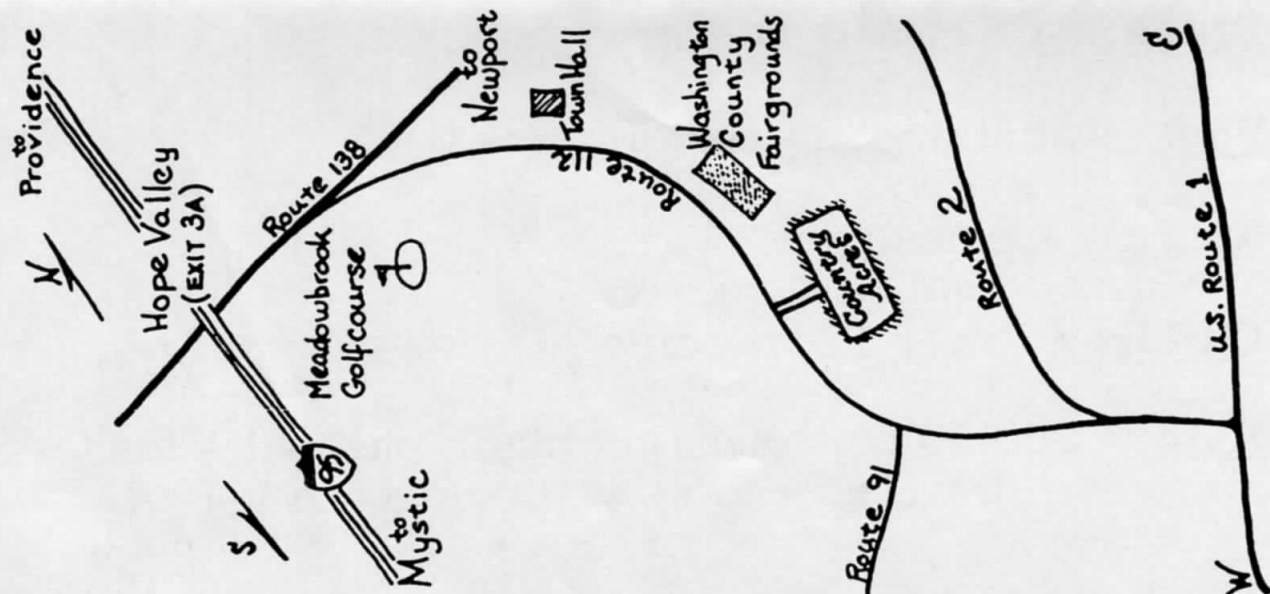 to
Providence
N
Hope Valley
(EXIT 3A)
Route 138
to
Newport
Town Hall
Meadowbrook
Golfcourse
Route 112
Washington
County
Fairgrounds
COUNTRY
ACRE
S
95
to
Mystic
Route 91
Route 2
E
U.S. Route 1
W